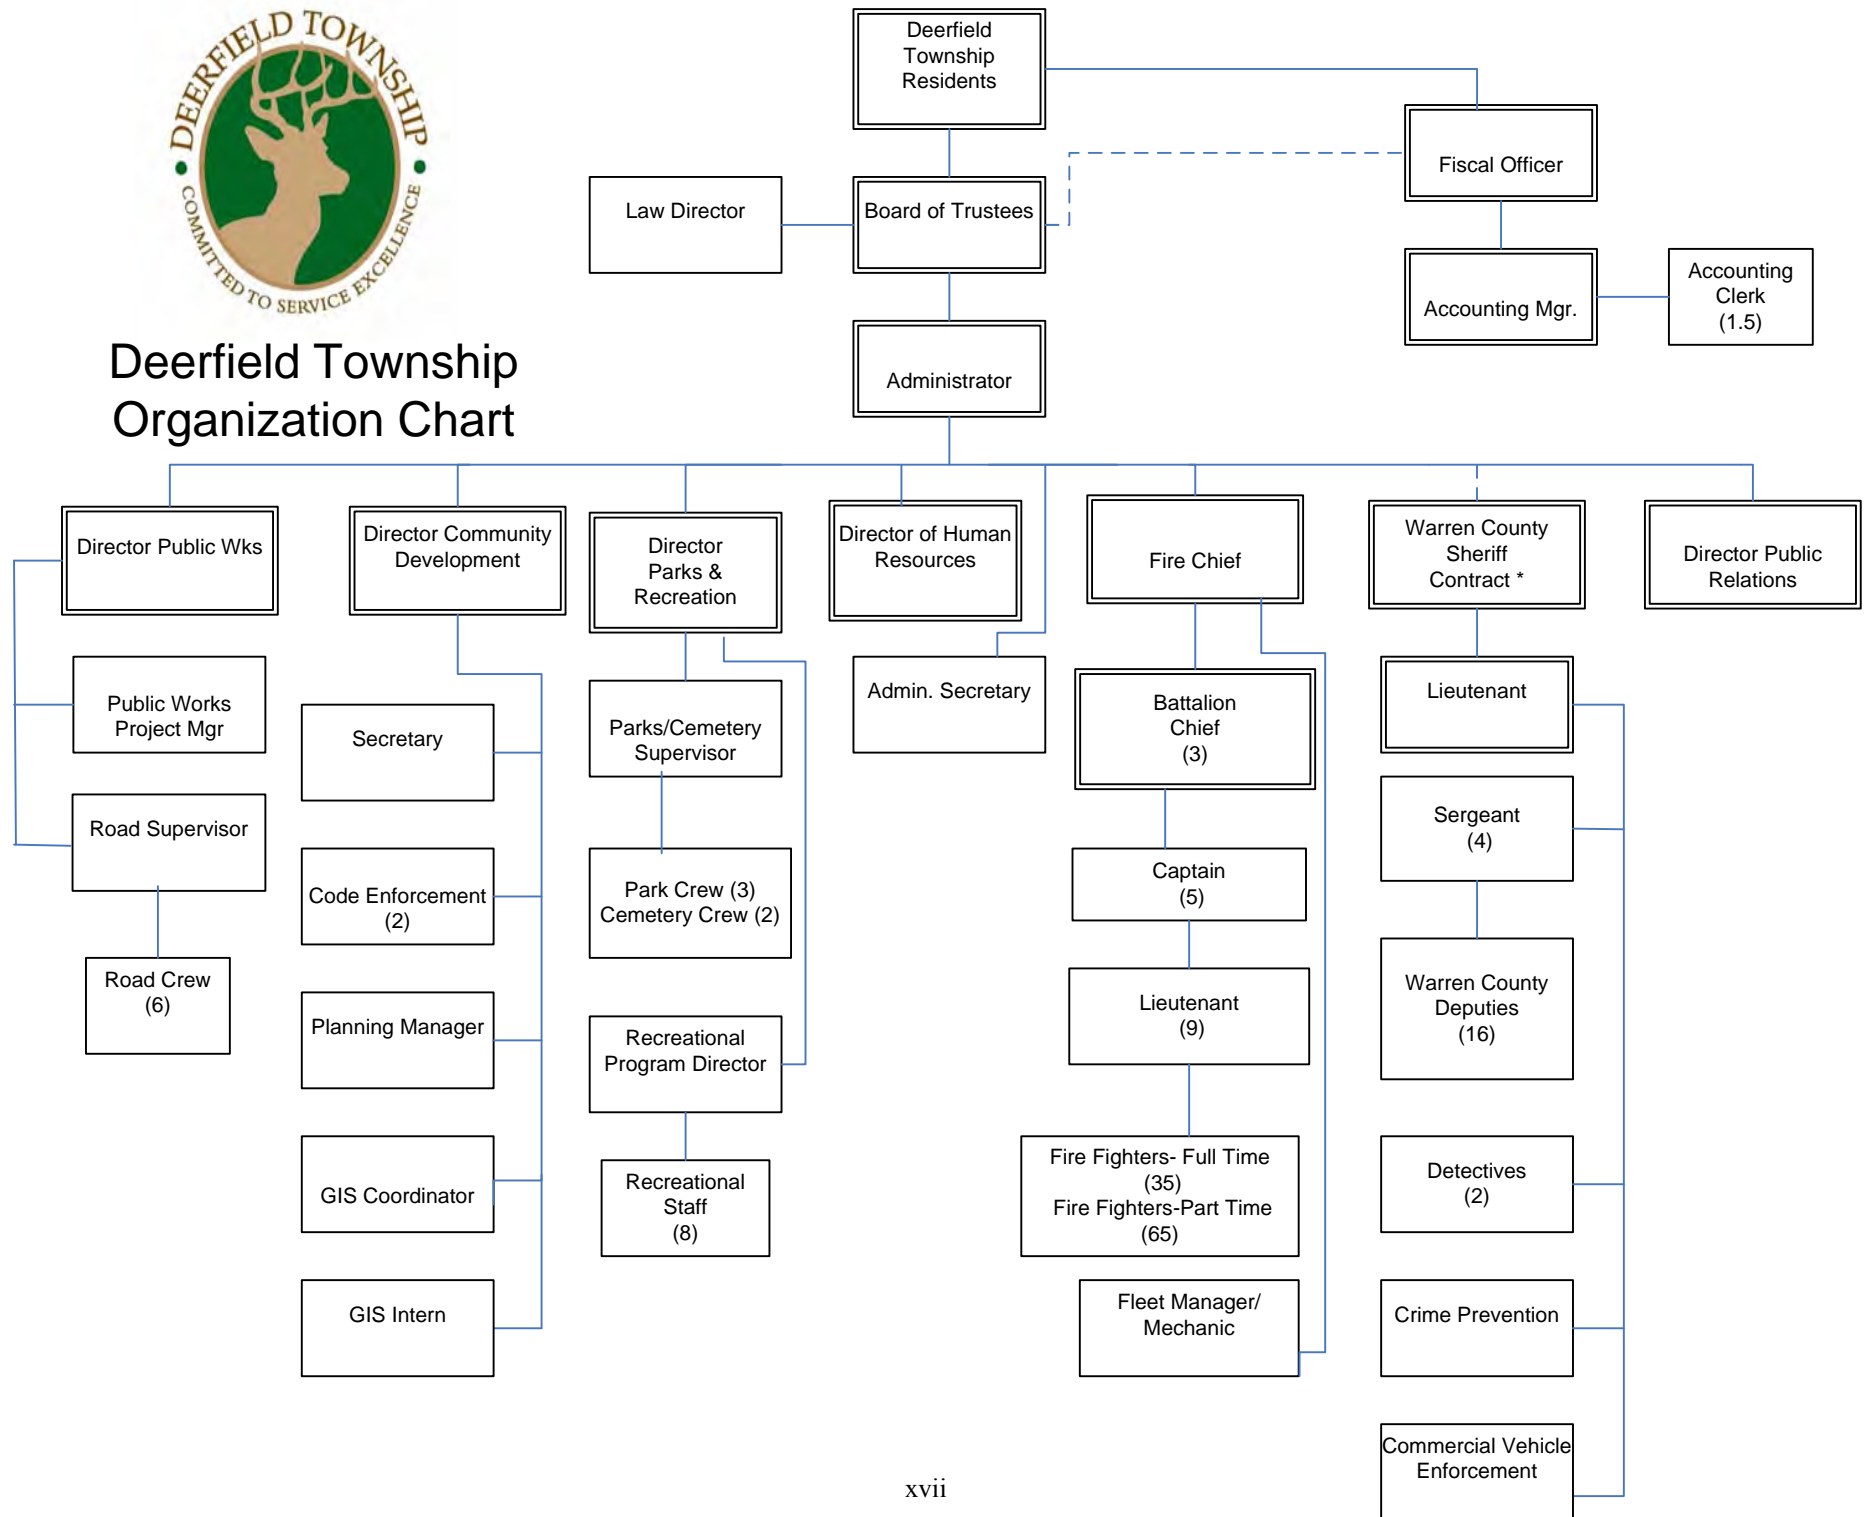 DEERFIELD TOWNSHIP
COMMITTED TO SERVICE EXCELLENCE
Deerfield Township
Organization Chart
Deerfield
Township
Residents
Fiscal Officer
Law Director
Board of Trustees
Accounting Mgr.
Accounting
Clerk
(1.5)
Administrator
Director Public Wks
Director Community
Development
Director
Parks &
Recreation
Director of Human
Resources
Fire Chief
Warren County
Sheriff
Contract *
Director Public
Relations
Public Works
Project Mgr
Road Supervisor
Road Crew
(6)
Secretary
Code Enforcement
(2)
Planning Manager
GIS Coordinator
GIS Intern
Parks/Cemetery
Supervisor
Park Crew (3)
Cemetery Crew (2)
Recreational
Program Director
Recreational
Staff
(8)
Admin. Secretary
Battalion
Chief
(3)
Captain
(5)
Lieutenant
(9)
Fire Fighters- Full Time
(35)
Fire Fighters-Part Time
(65)
Fleet Manager/
Mechanic
Lieutenant
Sergeant
(4)
Warren County
Deputies
(16)
Detectives
(2)
Crime Prevention
Commercial Vehicle
Enforcement
xvii